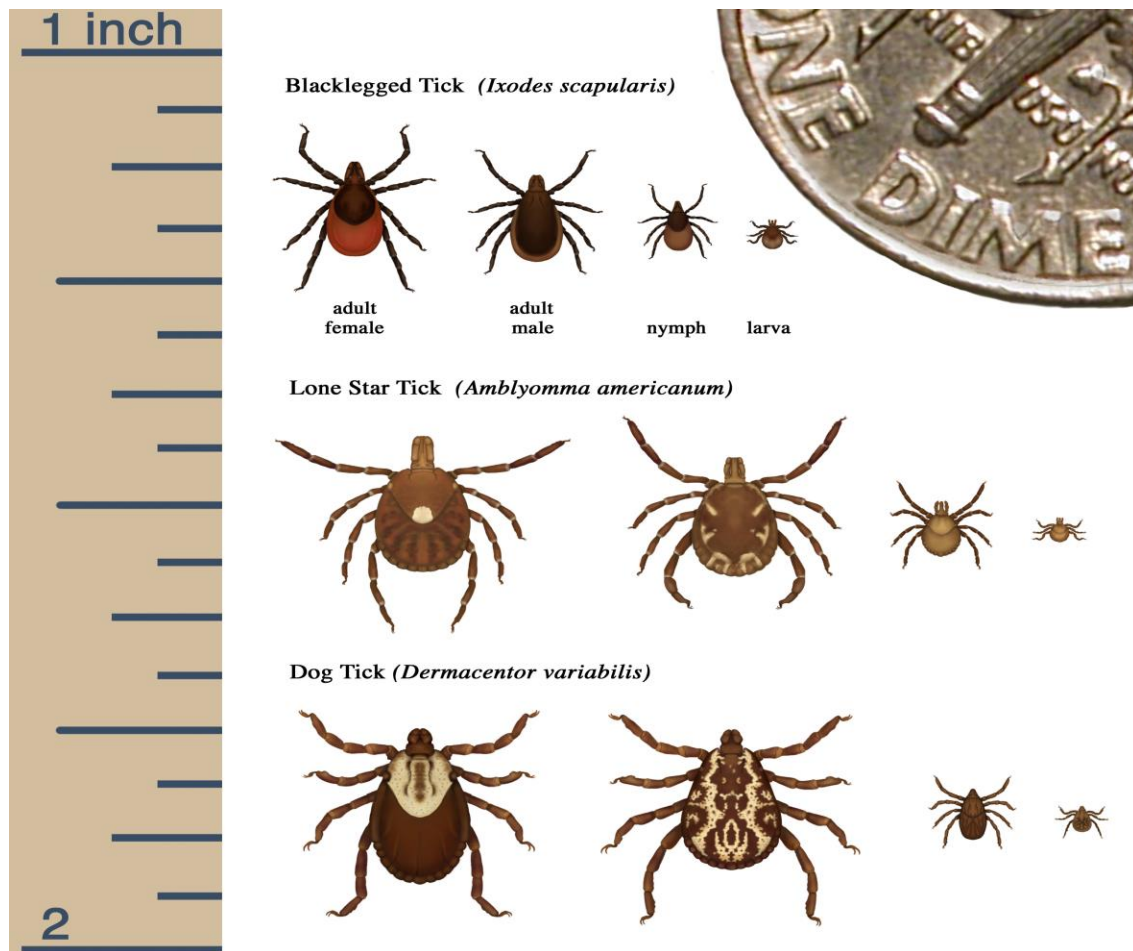 1 inch
Blacklegged Tick (Ixodes scapularis)
ONE DIME
adult female
adult male
nymph
larva
Lone Star Tick (Amblyomma americanum)
Dog Tick (Dermacentor variabilis)
2